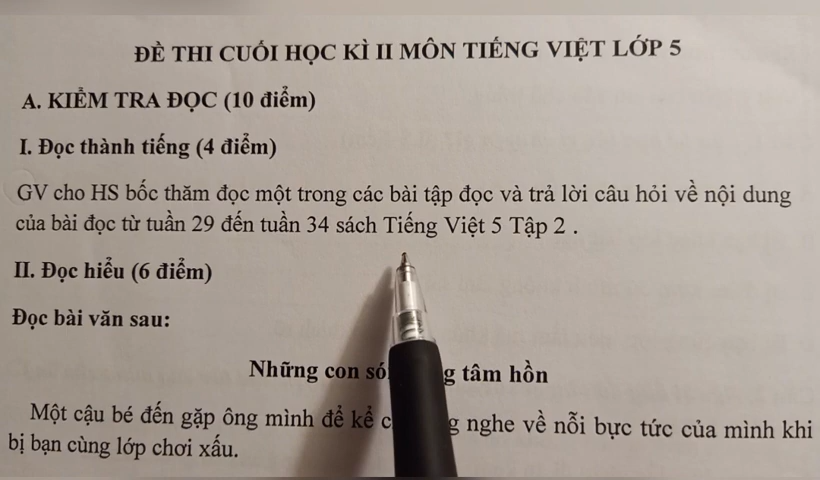 ĐỀ THI CUỐI HỌC KÌ II MÔN TIẾNG VIỆT LỚP 5
A. KIỂM TRA ĐỌC (10 điểm)
I. Đọc thành tiếng (4 điểm)
GV cho HS bốc thăm đọc một trong các bài tập đọc và trả lời câu hỏi về nội dung
của bài đọc từ tuần 29 đến tuần 34 sách Tiếng Việt 5 Tập 2 .
II. Đọc hiểu (6 điểm)
Đọc bài văn sau:
Những con tâm hồn
Một cậu bé đến gặp ông mình để kể nghe về nỗi bực tức của mình khi
bị bạn cùng lớp chơi xấu.